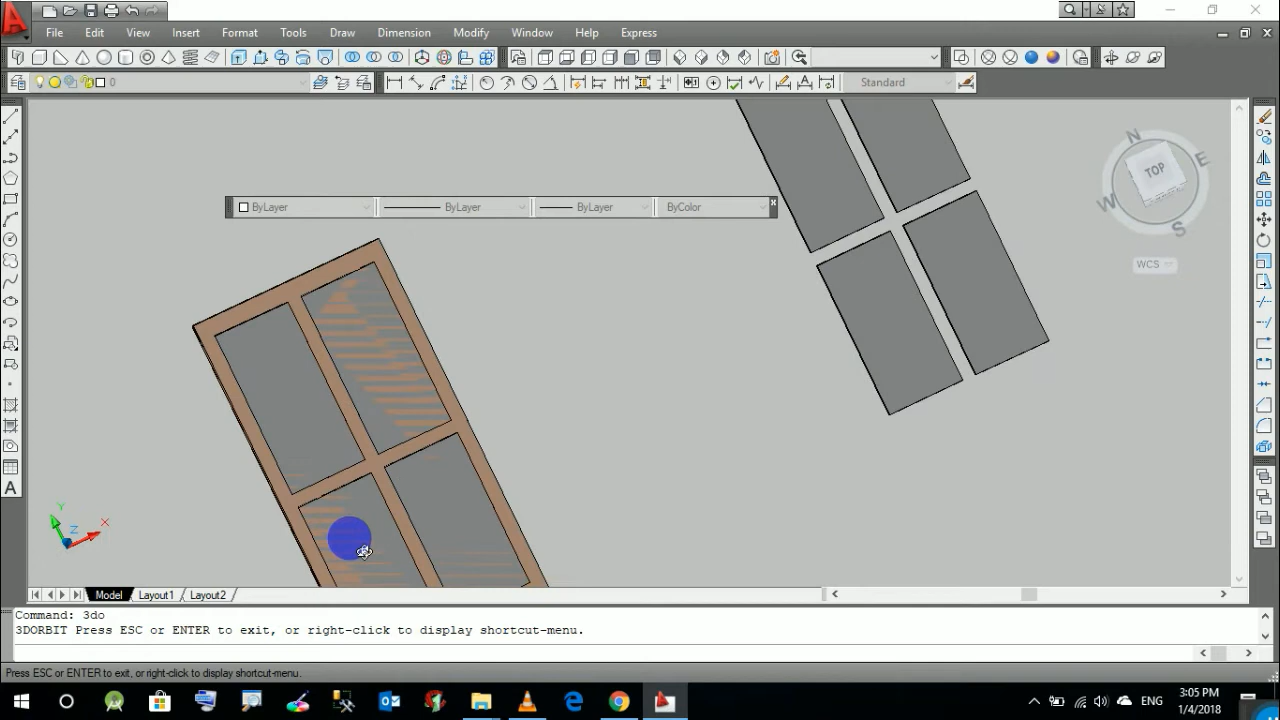 File Edit View Insert Format Tools Draw Dimension Modify Window Help Express
0 Standard
ByLayer ByLayer ByLayer ByColor
N
W TOP E
S
WCS
Y
Z X
A
Model Layout1 Layout2
Command: 3do
3DORBIT Press ESC or ENTER to exit, or right-click to display shortcut-menu.
Press ESC or ENTER to exit, or right-click to display shortcut-menu.
ENG 3:05 PM
1/4/2018